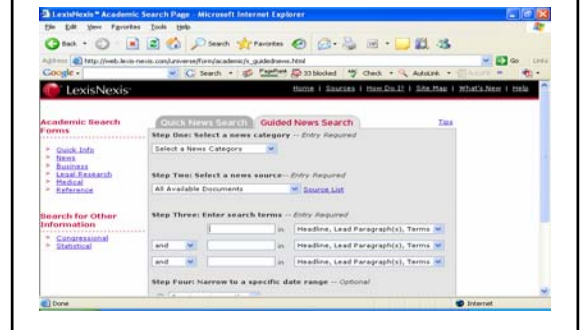 LexisNexis™ Academic Search Page - Microsoft Internet Explorer
File Edit View Favorites Tools Help
Back Search Favorites
Address http://web.lexis-nexis.com/universe/form/academic/s_guidednews.html Go Links
Google Search PageRank 33 blocked Check AutoLink
LexisNexis™ Home | Sources | How Do I? | Site Map | What's New | Help
Academic Search Forms
Quick Info
News
Business
Legal Research
Medical
Reference
Search for Other Information
Congressional
Statistical
Quick News Search Guided News Search Tips
Step One: Select a news category -- Entry Required
Select a News Category
Step Two: Select a news source-- Entry Required
All Available Documents Source List
Step Three: Enter search terms -- Entry Required
in Headline, Lead Paragraph(s), Terms
and in Headline, Lead Paragraph(s), Terms
and in Headline, Lead Paragraph(s), Terms
Step Four: Narrow to a specific date range -- Optional
Done Internet